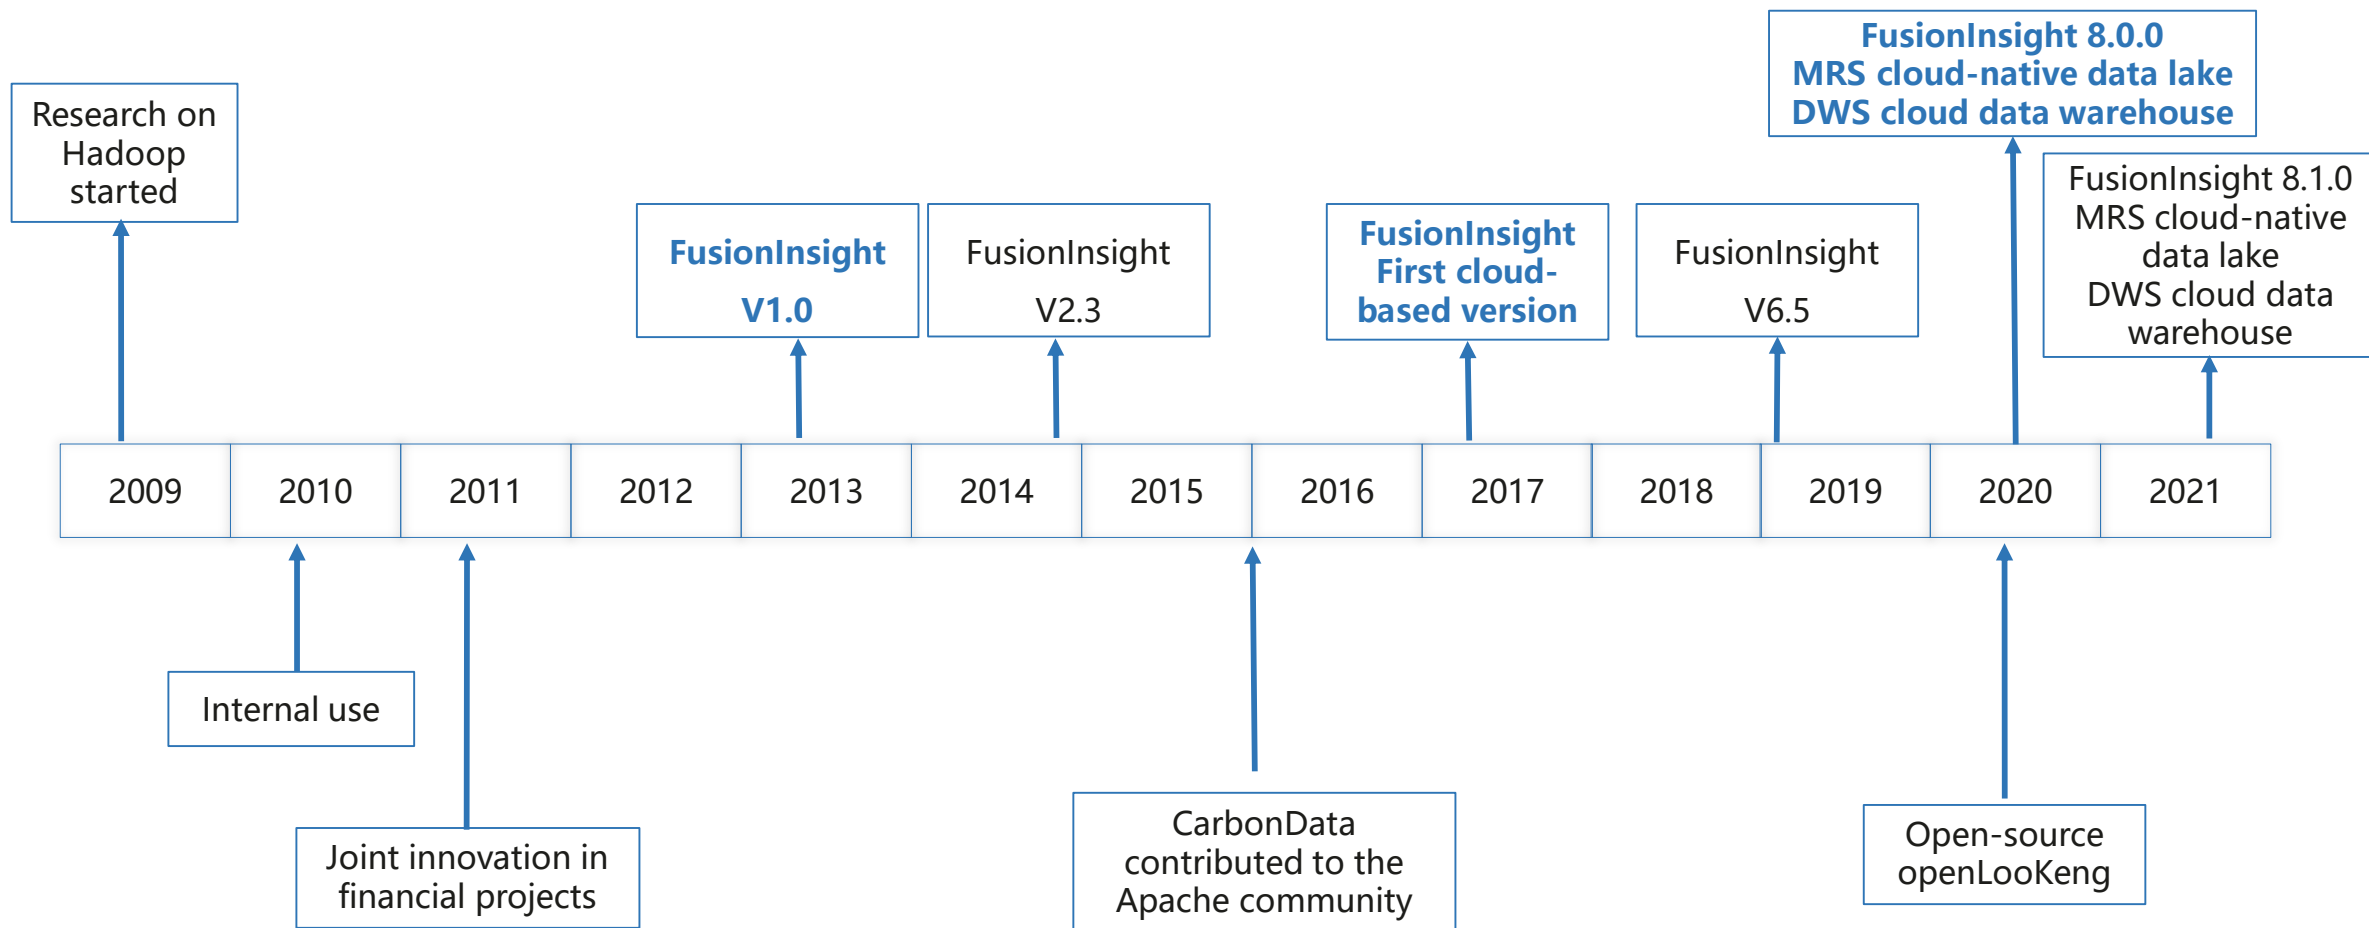 FusionInsight 8.0.0
MRS cloud-native data lake
DWS cloud data warehouse
Research on
Hadoop
started
FusionInsight
V1.0
FusionInsight
V2.3
FusionInsight
First cloud-
based version
FusionInsight
V6.5
FusionInsight 8.1.0
MRS cloud-native
data lake
DWS cloud data
warehouse
2009
2010
2011
2012
2013
2014
2015
2016
2017
2018
2019
2020
2021
Internal use
Joint innovation in
financial projects
CarbonData
contributed to the
Apache community
Open-source
openLooKeng